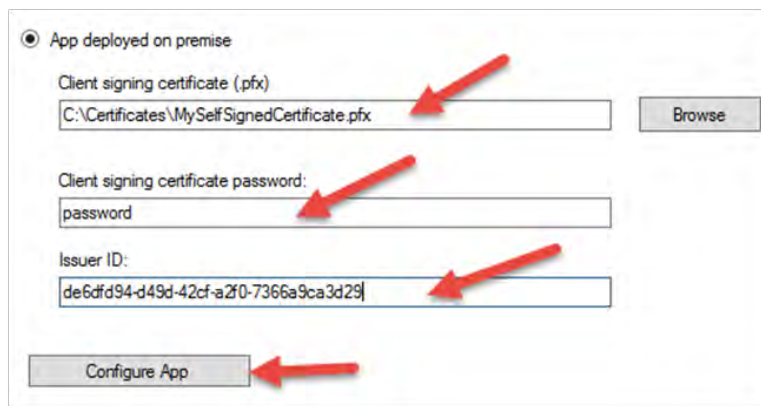 App deployed on premise
Client signing certificate (.pfx)
C:\Certificates\MySelfSignedCertificate.pfx
Browse
Client signing certificate password:
password
Issuer ID:
de6dfd94-d49d-42cf-a2f0-7366a9ca3d29
Configure App